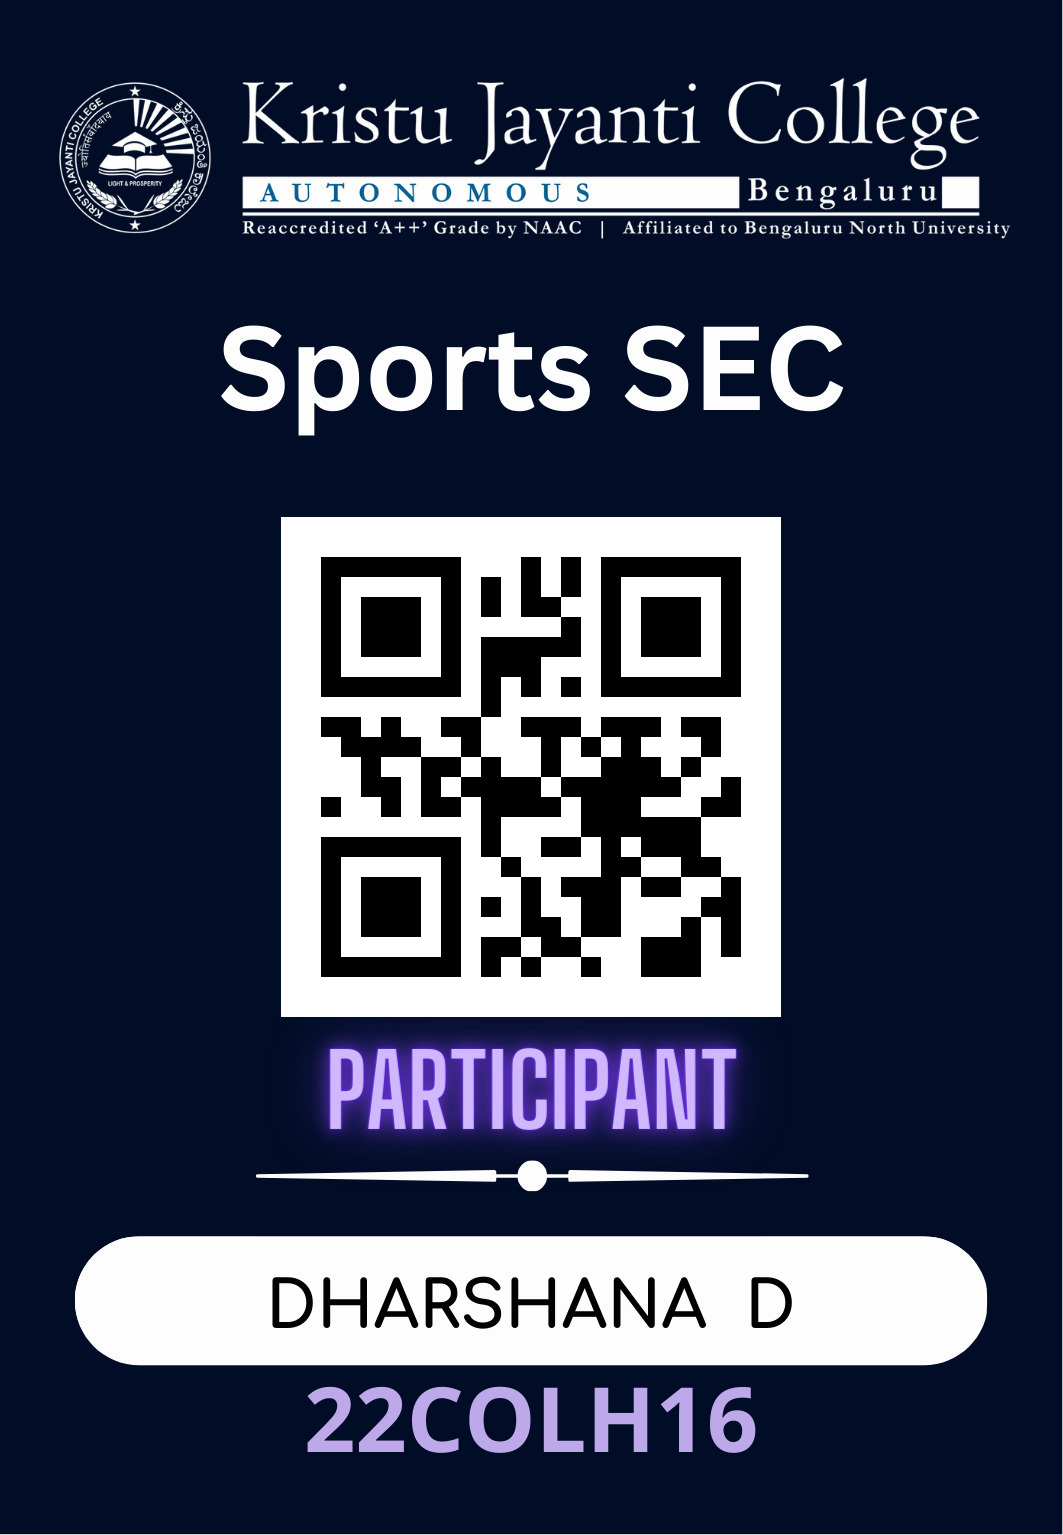 KRISTU JAYANTI COLLEGE
ಕ್ರಿಸ್ತು ಜಯಂತಿ ಕಾಲೇಜು
LIGHT & PROSPERITY
Kristu Jayanti College
AUTONOMOUS Bengaluru
Reaccredited ‘A++’ Grade by NAAC | Affiliated to Bengaluru North University
Sports SEC
PARTICIPANT
DHARSHANA D
22COLH16